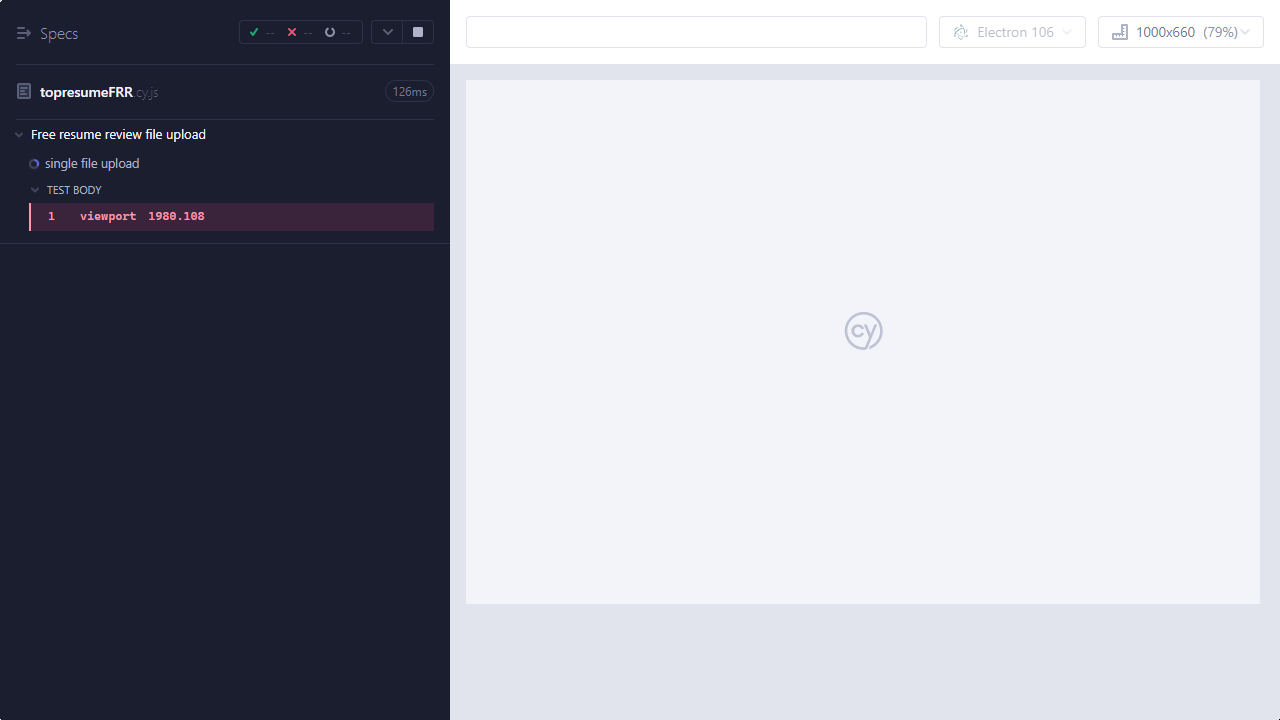 Specs
-- -- --
Electron 106
1000x660 (79%)
topresumeFRR.cy.js
126ms
Free resume review file upload
single file upload
TEST BODY
1 viewport 1980.108
cy